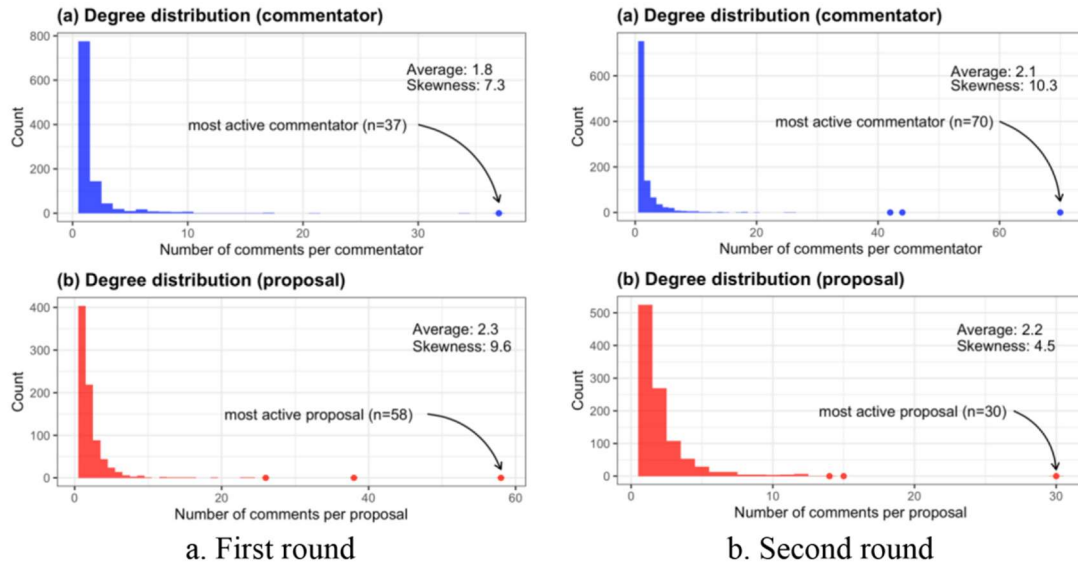 (a) Degree distribution (commentator)
800
600
400
200
0
Count
Average: 1.8
Skewness: 7.3
most active commentator (n=37)
0
10
20
30
Number of comments per commentator
(b) Degree distribution (proposal)
400
300
200
100
0
Count
Average: 2.3
Skewness: 9.6
most active proposal (n=58)
0
20
40
60
Number of comments per proposal
a. First round
(a) Degree distribution (commentator)
600
400
200
0
Count
Average: 2.1
Skewness: 10.3
most active commentator (n=70)
0
20
40
60
Number of comments per commentator
(b) Degree distribution (proposal)
500
400
300
200
100
0
Count
Average: 2.2
Skewness: 4.5
most active proposal (n=30)
0
10
20
30
Number of comments per proposal
b. Second round